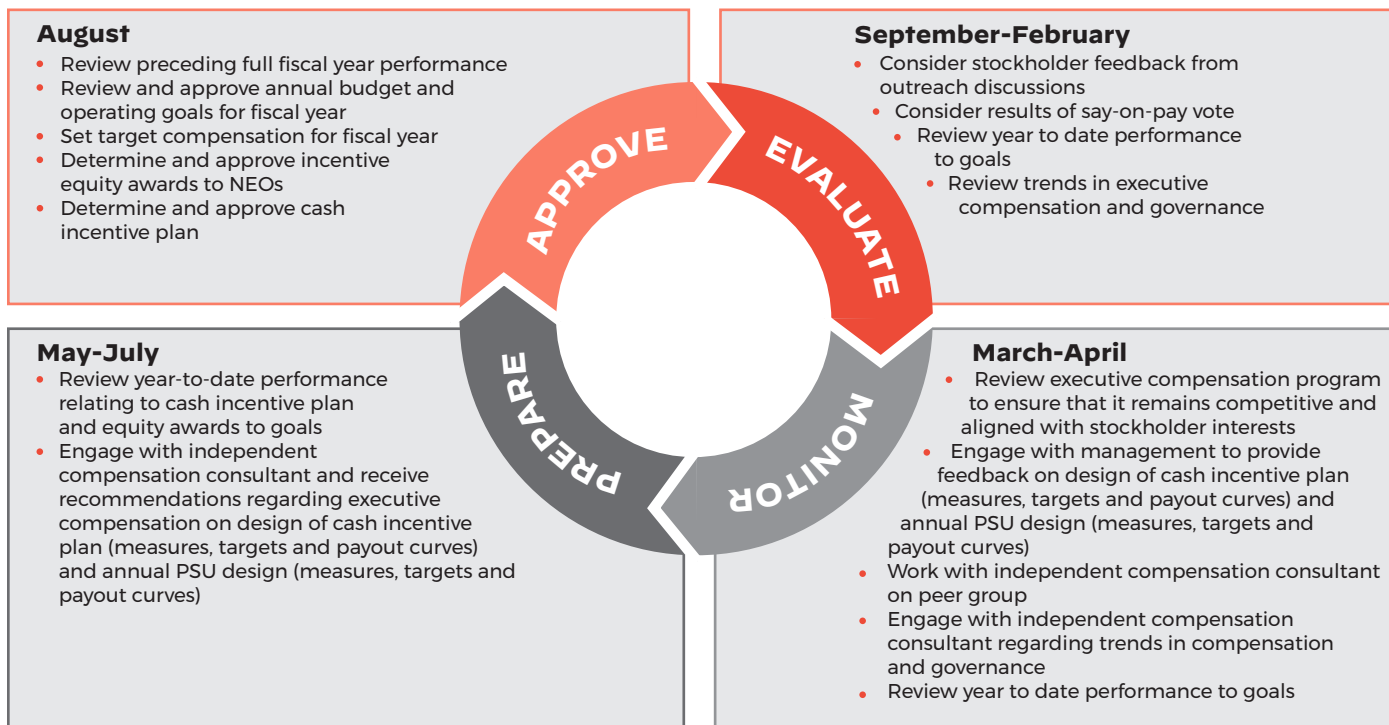 August
• Review preceding full fiscal year performance
• Review and approve annual budget and
operating goals for fiscal year
• Set target compensation for fiscal year
• Determine and approve incentive
equity awards to NEOs
• Determine and approve cash
incentive plan
September-February
• Consider stockholder feedback from
outreach discussions
• Consider results of say-on-pay vote
• Review year to date performance
to goals
• Review trends in executive
compensation and governance
APPROVE
EVALUATE
PREPARE
MONITOR
May-July
• Review year-to-date performance
relating to cash incentive plan
and equity awards to goals
• Engage with independent
compensation consultant and receive
recommendations regarding executive
compensation on design of cash incentive
plan (measures, targets and payout curves)
and annual PSU design (measures, targets and
payout curves)
March-April
• Review executive compensation program
to ensure that it remains competitive and
aligned with stockholder interests
• Engage with management to provide
feedback on design of cash incentive plan
(measures, targets and payout curves) and
annual PSU design (measures, targets and
payout curves)
• Work with independent compensation consultant
on peer group
• Engage with independent compensation
consultant regarding trends in compensation
and governance
• Review year to date performance to goals